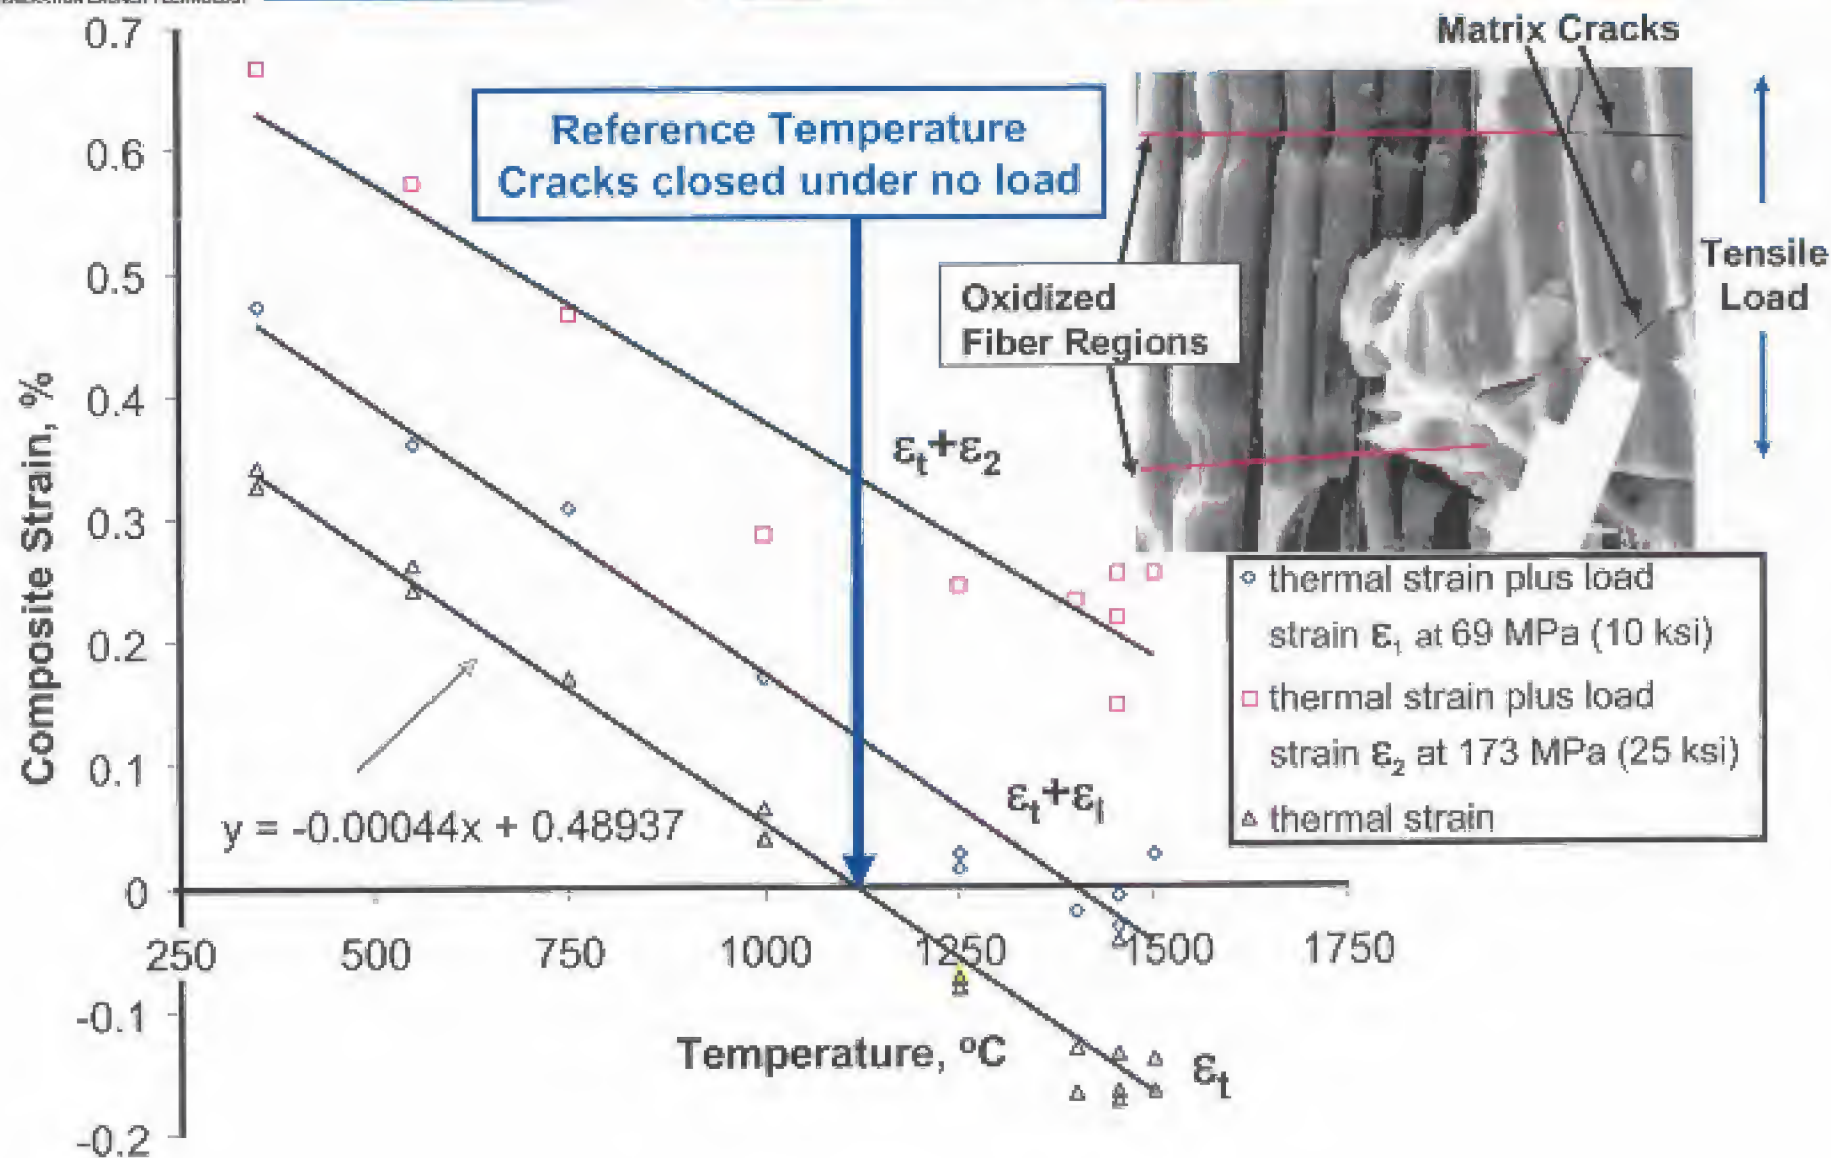 0.7
0.6
0.5
0.4
0.3
0.2
0.1
0
-0.1
-0.2
Composite Strain, %
250 500 750 1000 1250 1500 1750
Temperature, ºC
Reference Temperature
Cracks closed under no load
Matrix Cracks
Oxidized
Fiber Regions
Tensile
Load
εt+ε2
εt+ε1
εt
y = -0.00044x + 0.48937
thermal strain plus load
strain ε1 at 69 MPa (10 ksi)
thermal strain plus load
strain ε2 at 173 MPa (25 ksi)
thermal strain